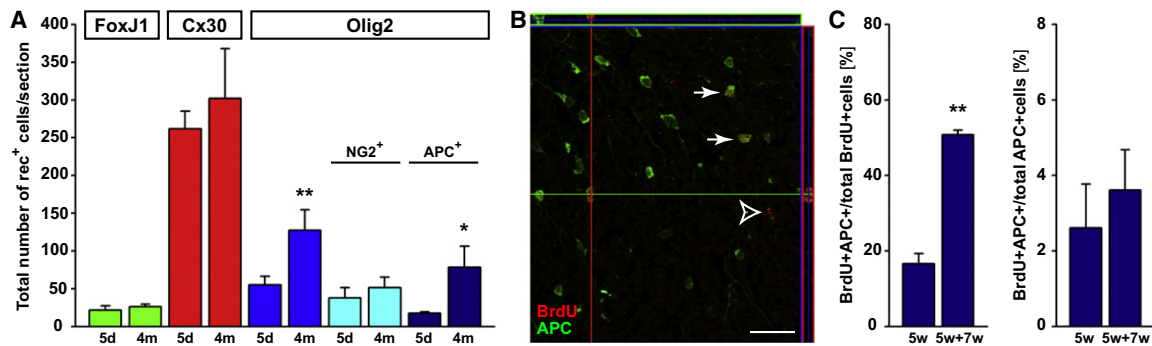 A
FoxJ1 Cx30 Olig2
Total number of rec+ cells/section
400
350
300
250
200
150
100
50
0
NG2+ APC+
** *
5d 4m 5d 4m 5d 4m 5d 4m 5d 4m
B
BrdU
APC
C
BrdU+APC+/total BrdU+cells [%]
80
60
40
20
0
**
5w 5w+7w
BrdU+APC+/total APC+cells [%]
8
6
4
2
0
5w 5w+7w